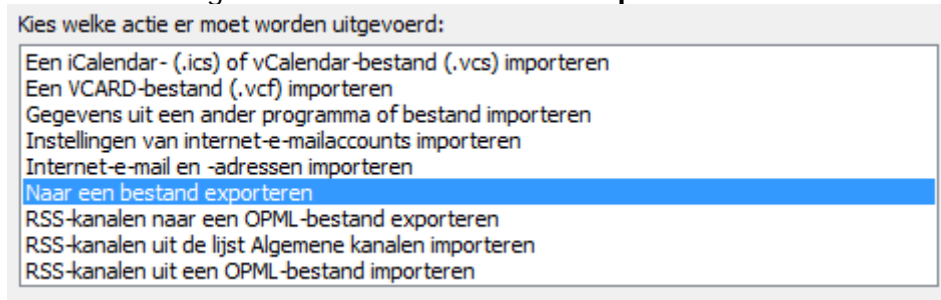 Kies welke actie er moet worden uitgevoerd:
Een iCalendar- (.ics) of vCalendar-bestand (.vcs) importeren
Een VCARD-bestand (.vcf) importeren
Gegevens uit een ander programma of bestand importeren
Instellingen van internet-e-mailaccounts importeren
Internet-e-mail en -adressen importeren
Naar een bestand exporteren
RSS-kanalen naar een OPML-bestand exporteren
RSS-kanalen uit de lijst Algemene kanalen importeren
RSS-kanalen uit een OPML-bestand importeren